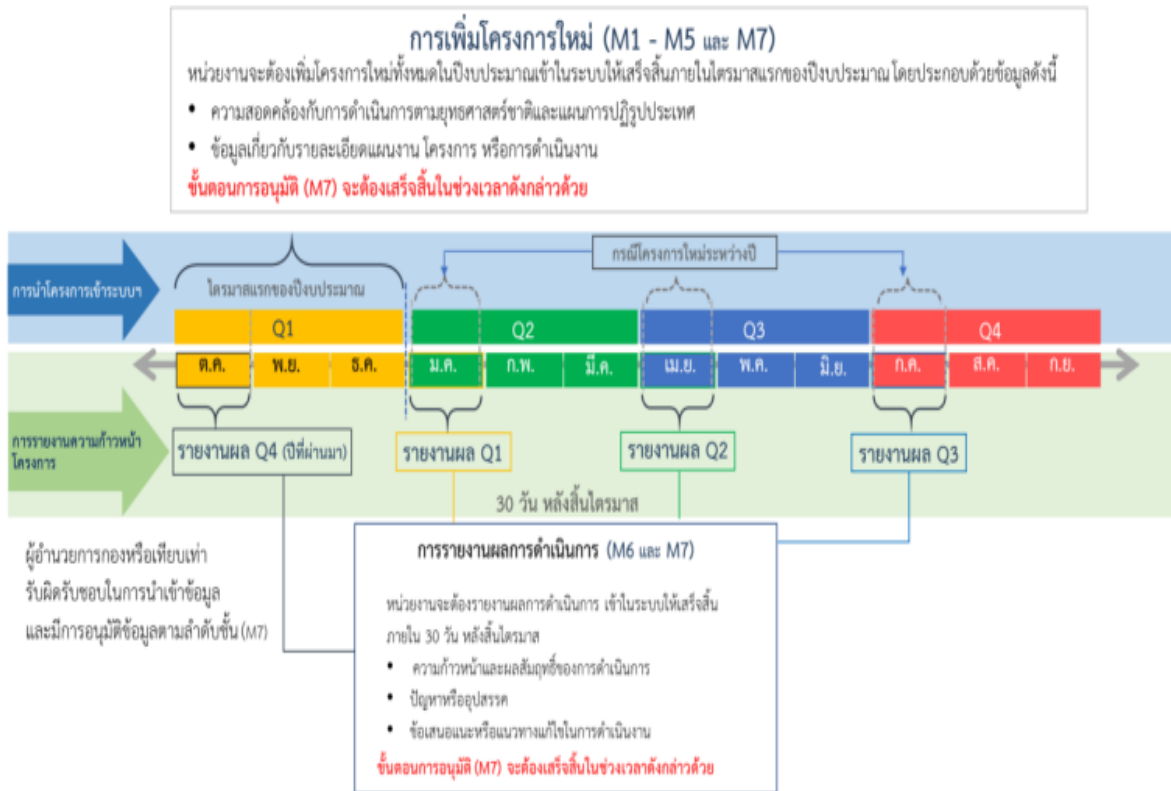 การเพิ่มโครงการใหม่ (M1 - M5 และ M7)
หน่วยงานจะต้องเพิ่มโครงการใหม่ทั้งหมดในปีงบประมาณเข้าในระบบให้เสร็จสิ้นภายในไตรมาสแรกของปีงบประมาณ โดยประกอบด้วยข้อมูลดังนี้
• ความสอดคล้องกับการดำเนินการตามยุทธศาสตร์ชาติและแผนการปฏิรูปประเทศ
• ข้อมูลเกี่ยวกับรายละเอียดแผนงาน โครงการ หรือการดำเนินงาน
ขั้นตอนการอนุมัติ (M7) จะต้องเสร็จสิ้นในช่วงเวลาดังกล่าวด้วย
การนำโครงการเข้าระบบฯ
ไตรมาสแรกของปีงบประมาณ
กรณีโครงการใหม่ระหว่างปี
Q1 Q2 Q3 Q4
ต.ค. พ.ย. ธ.ค. ม.ค. ก.พ. มี.ค. เม.ย. พ.ค. มิ.ย. ก.ค. ส.ค. ก.ย.
การรายงานความก้าวหน้า
โครงการ
รายงานผล Q4 (ปีที่ผ่านมา)
รายงานผล Q1
รายงานผล Q2
รายงานผล Q3
30 วัน หลังสิ้นไตรมาส
ผู้อำนวยการกองหรือเทียบเท่า
รับผิดรับชอบในการนำเข้าข้อมูล
และมีการอนุมัติข้อมูลตามลำดับชั้น (M7)
การรายงานผลการดำเนินการ (M6 และ M7)
หน่วยงานจะต้องรายงานผลการดำเนินการ เข้าในระบบให้เสร็จสิ้น
ภายใน 30 วัน หลังสิ้นไตรมาส
• ความก้าวหน้าและผลสัมฤทธิ์ของการดำเนินการ
• ปัญหาหรืออุปสรรค
• ข้อเสนอแนะหรือแนวทางแก้ไขในการดำเนินงาน
ขั้นตอนการอนุมัติ (M7) จะต้องเสร็จสิ้นในช่วงเวลาดังกล่าวด้วย